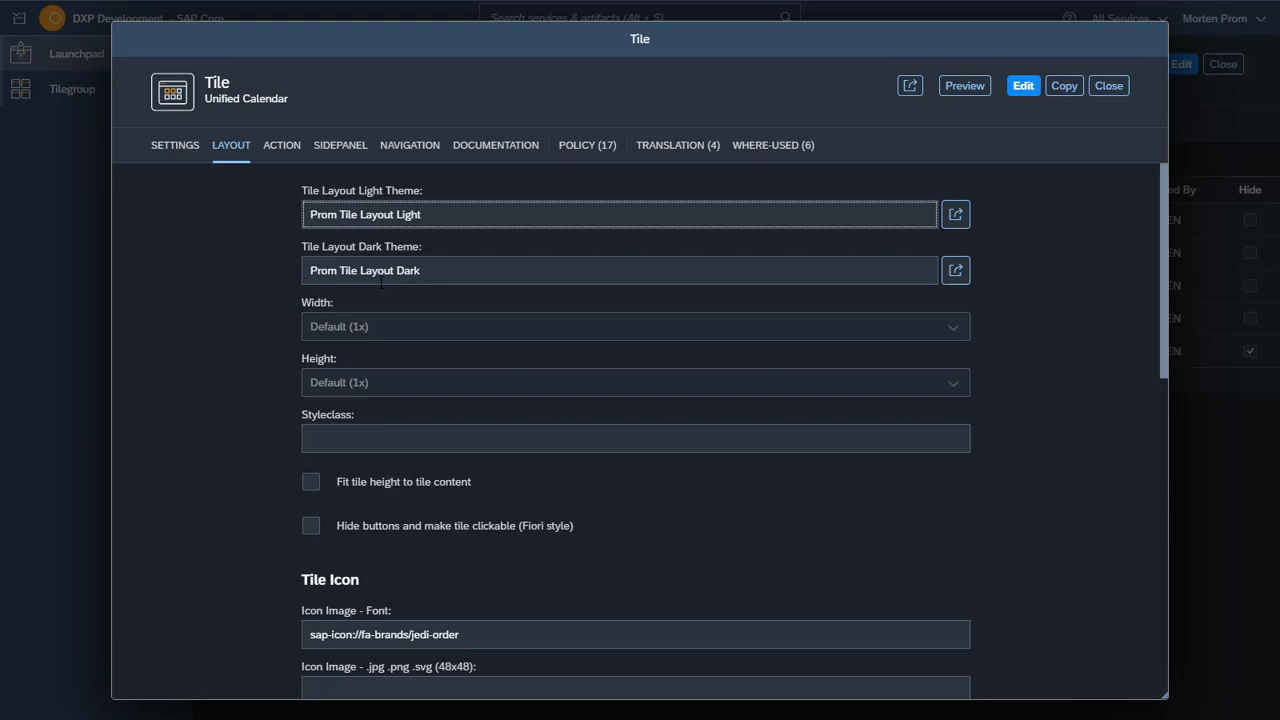 DXP Development - SAP Core
Search services & artifacts (Alt + S)
All Services
Morten Prom
Launchpad
Tilegroup
Edit
Close
Tile
Tile
Unified Calendar
Preview
Edit
Copy
Close
SETTINGS
LAYOUT
ACTION
SIDEPANEL
NAVIGATION
DOCUMENTATION
POLICY (17)
TRANSLATION (4)
WHERE-USED (6)
Tile Layout Light Theme:
Prom Tile Layout Light
Tile Layout Dark Theme:
Prom Tile Layout Dark
Width:
Default (1x)
Height:
Default (1x)
Styleclass:
Fit tile height to tile content
Hide buttons and make tile clickable (Fiori style)
Tile Icon
Icon Image - Font:
sap-icon://fa-brands/jedi-order
Icon Image - .jpg .png .svg (48x48):
By
Hide